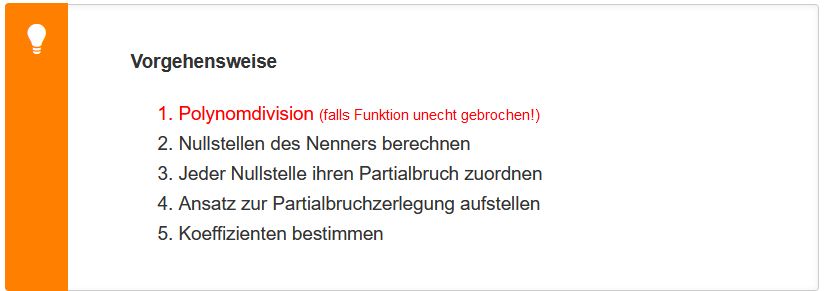 Vorgehensweise
1. Polynomdivision (falls Funktion unecht gebrochen!)
2. Nullstellen des Nenners berechnen
3. Jeder Nullstelle ihren Partialbruch zuordnen
4. Ansatz zur Partialbruchzerlegung aufstellen
5. Koeffizienten bestimmen